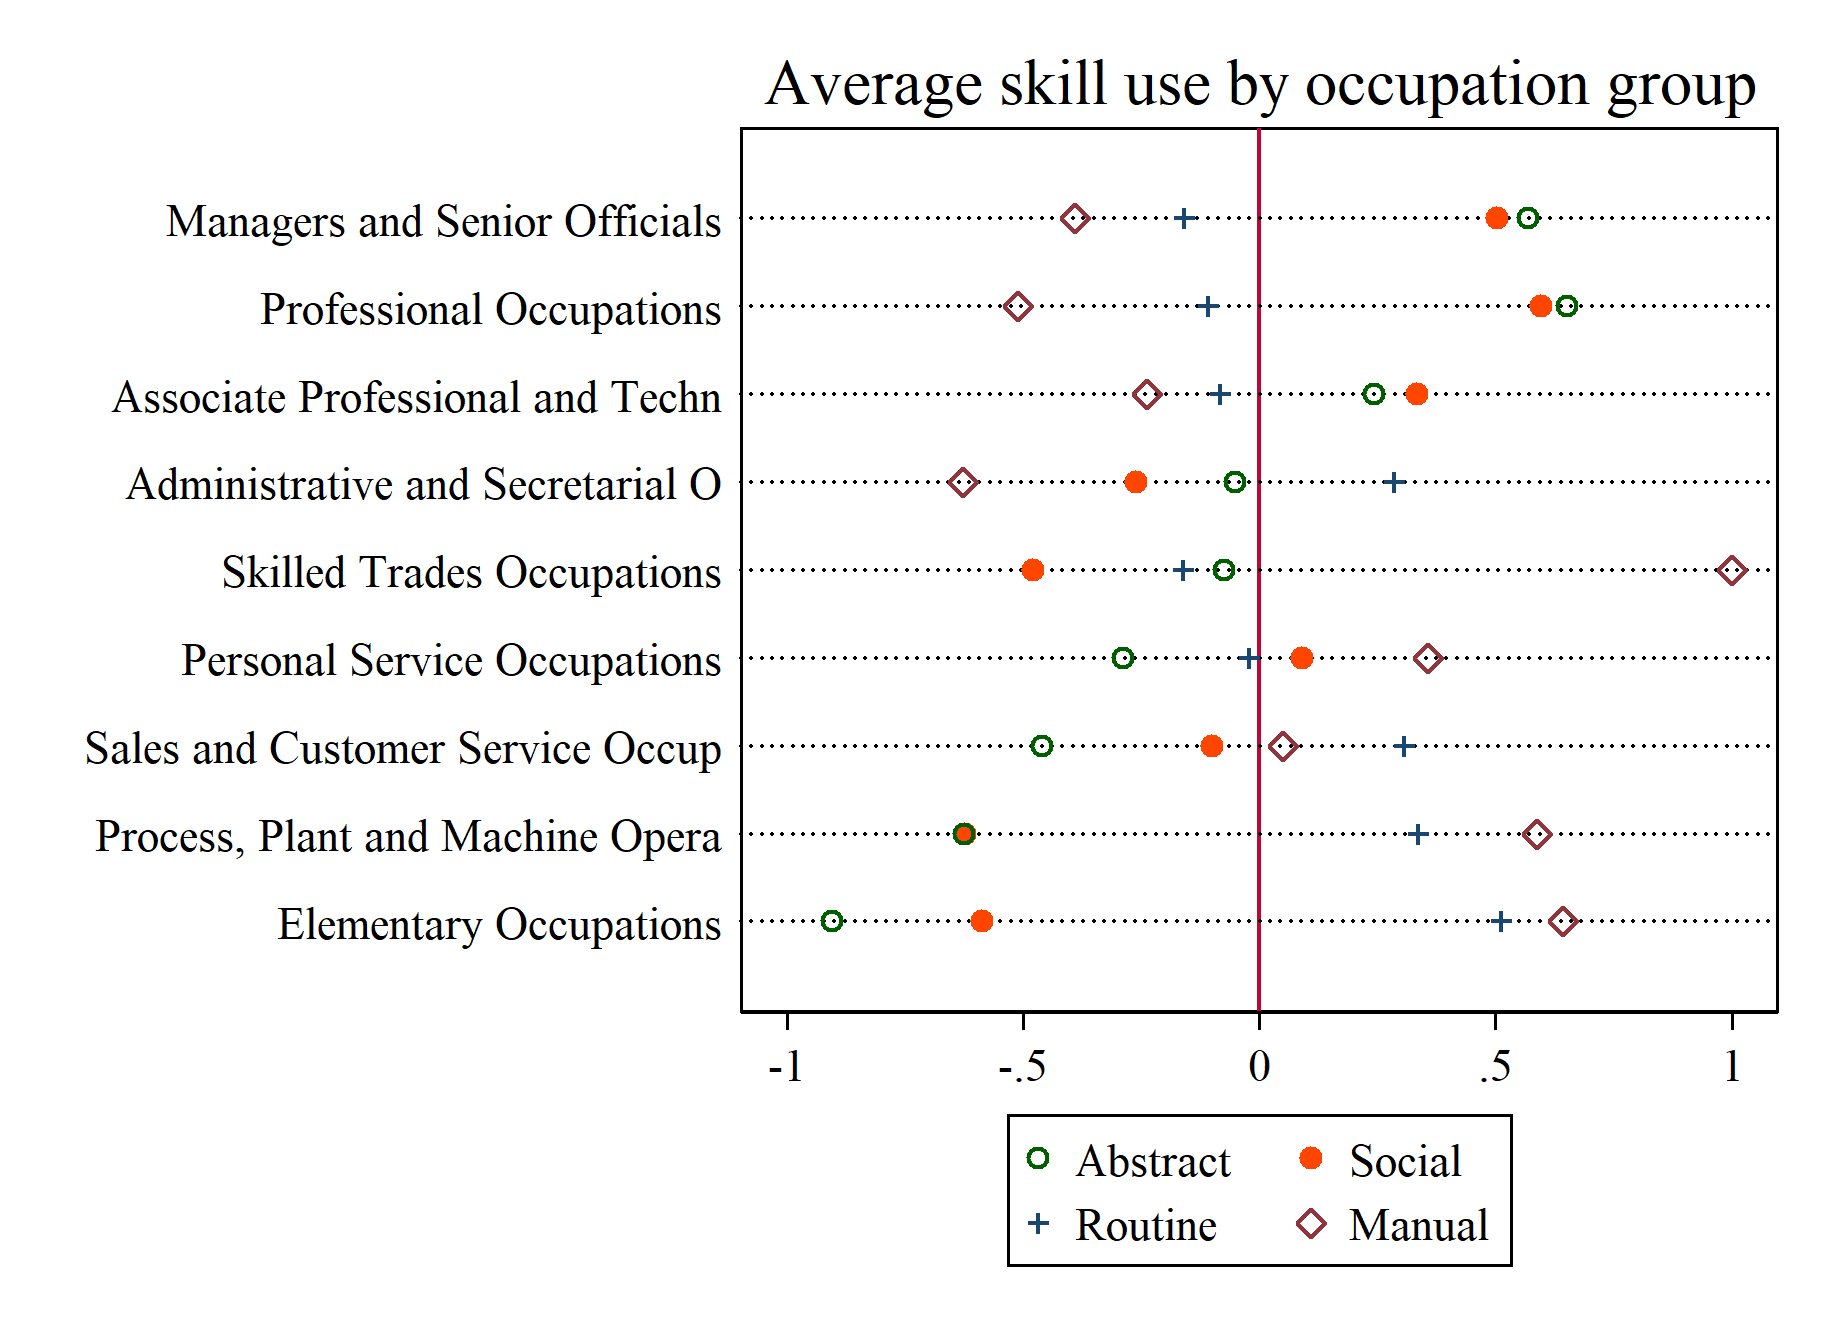 Average skill use by occupation group
Managers and Senior Officials
Professional Occupations
Associate Professional and Techn
Administrative and Secretarial O
Skilled Trades Occupations
Personal Service Occupations
Sales and Customer Service Occup
Process, Plant and Machine Opera
Elementary Occupations
-1 -.5 0 .5 1
Abstract Social
Routine Manual